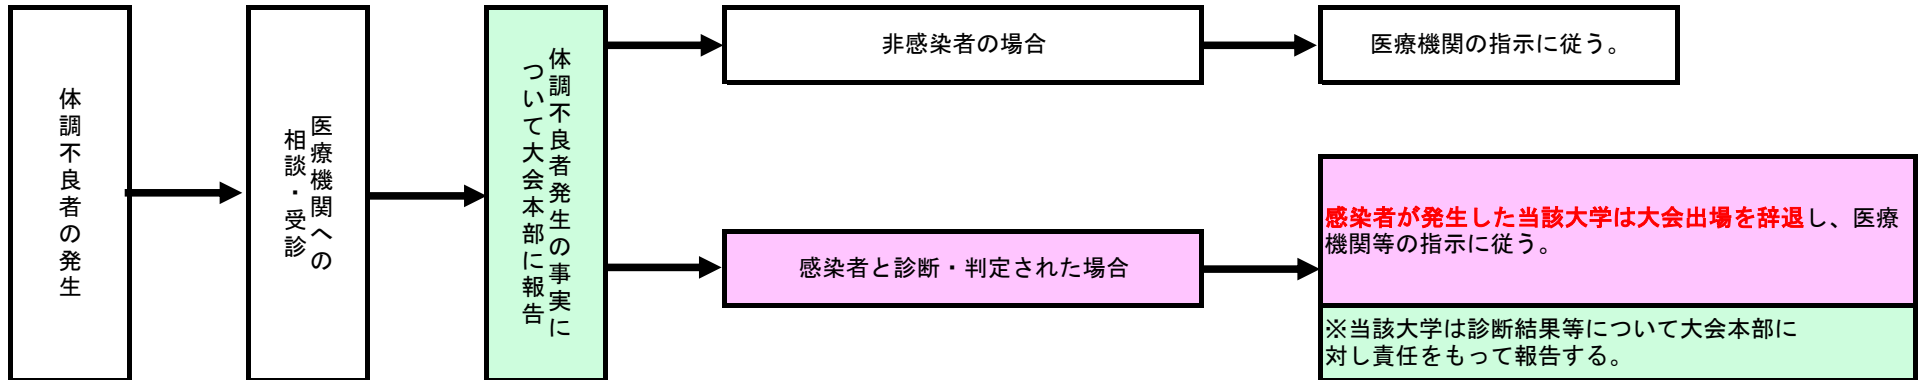 体調不良者の発生
医療機関への
相談・受診
体調不良者発生の事実に
ついて大会本部に報告
非感染者の場合
医療機関の指示に従う。
感染者と診断・判定された場合
感染者が発生した当該大学は大会出場を辞退し、医療
機関等の指示に従う。
※当該大学は診断結果等について大会本部に
対し責任をもって報告する。